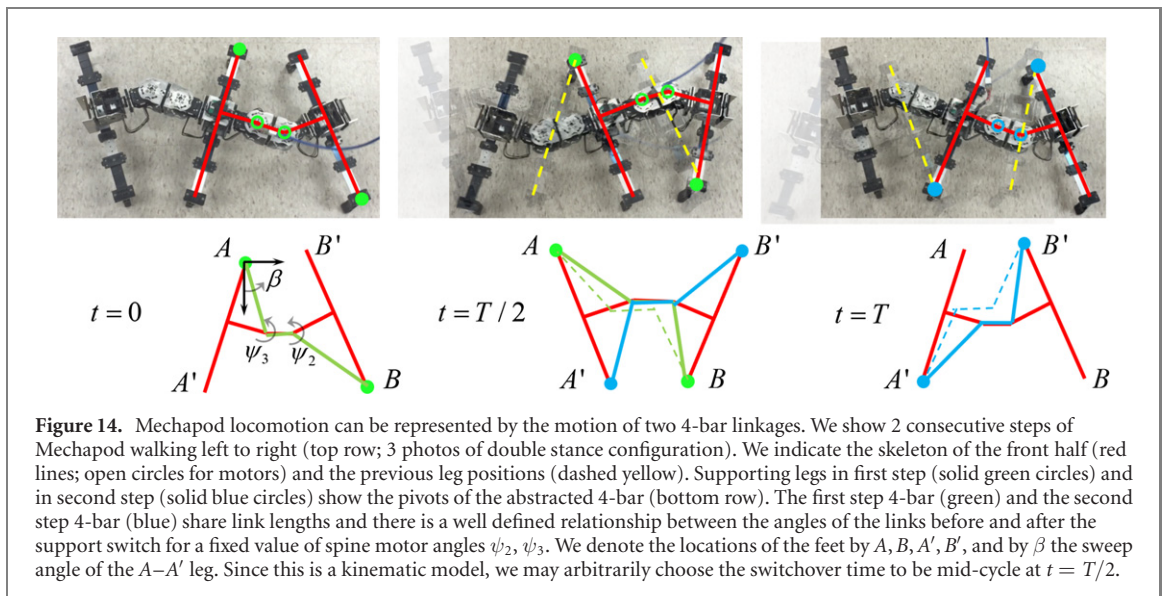 A
B'
β
t = 0
ψ3
ψ2
A'
B
A
B'
t = T / 2
A'
B
A
B'
t = T
A'
B
Figure 14. Mechapod locomotion can be represented by the motion of two 4-bar linkages. We show 2 consecutive steps of
Mechapod walking left to right (top row; 3 photos of double stance configuration). We indicate the skeleton of the front half (red
lines; open circles for motors) and the previous leg positions (dashed yellow). Supporting legs in first step (solid green circles) and
in second step (solid blue circles) show the pivots of the abstracted 4-bar (bottom row). The first step 4-bar (green) and the second
step 4-bar (blue) share link lengths and there is a well defined relationship between the angles of the links before and after the
support switch for a fixed value of spine motor angles ψ2, ψ3. We denote the locations of the feet by A, B, A′, B′, and by β the sweep
angle of the A–A′ leg. Since this is a kinematic model, we may arbitrarily choose the switchover time to be mid-cycle at t = T/2.